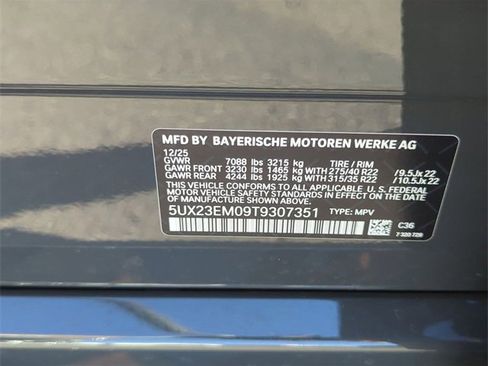 MFD BY BAYERISCHE MOTOREN WERKE AG
12/25
GVWR 7088 lbs 3215 kg TIRE / RIM
GAWR FRONT 3230 lbs 1465 kg WITH 275/40 R22 / 9.5Jx22
GAWR REAR 4244 lbs 1925 kg WITH 315/35 R22 / 10.5Jx22
THIS VEHICLE CONFORMS TO ALL APPLICABLE U.S. FEDERAL
MOTOR VEHICLE SAFETY STANDARDS IN EFFECT ON THE DATE OF
MANUFACTURE SHOWN ABOVE.
5UX23EM09T9307351 TYPE: MPV
C36
7 320 729